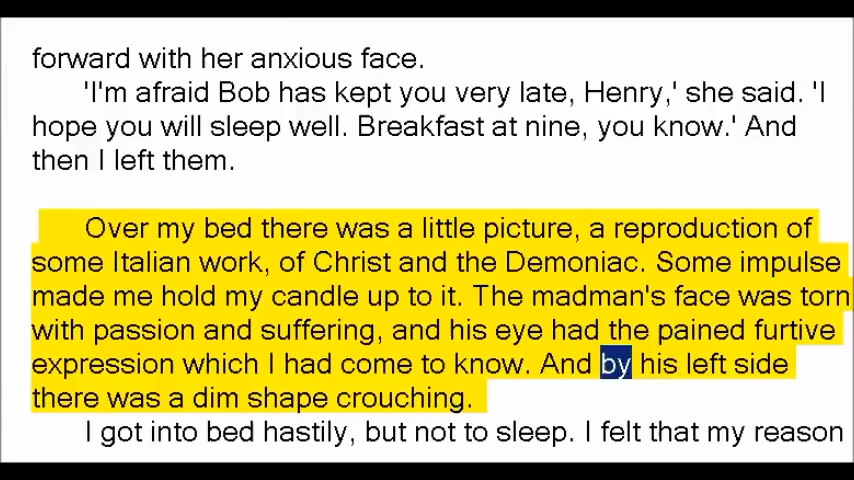 forward with her anxious face.
'I'm afraid Bob has kept you very late, Henry,' she said. 'I
hope you will sleep well. Breakfast at nine, you know.' And
then I left them.
Over my bed there was a little picture, a reproduction of
some Italian work, of Christ and the Demoniac. Some impulse
made me hold my candle up to it. The madman's face was torn
with passion and suffering, and his eye had the pained furtive
expression which I had come to know. And by his left side
there was a dim shape crouching.
I got into bed hastily, but not to sleep. I felt that my reason